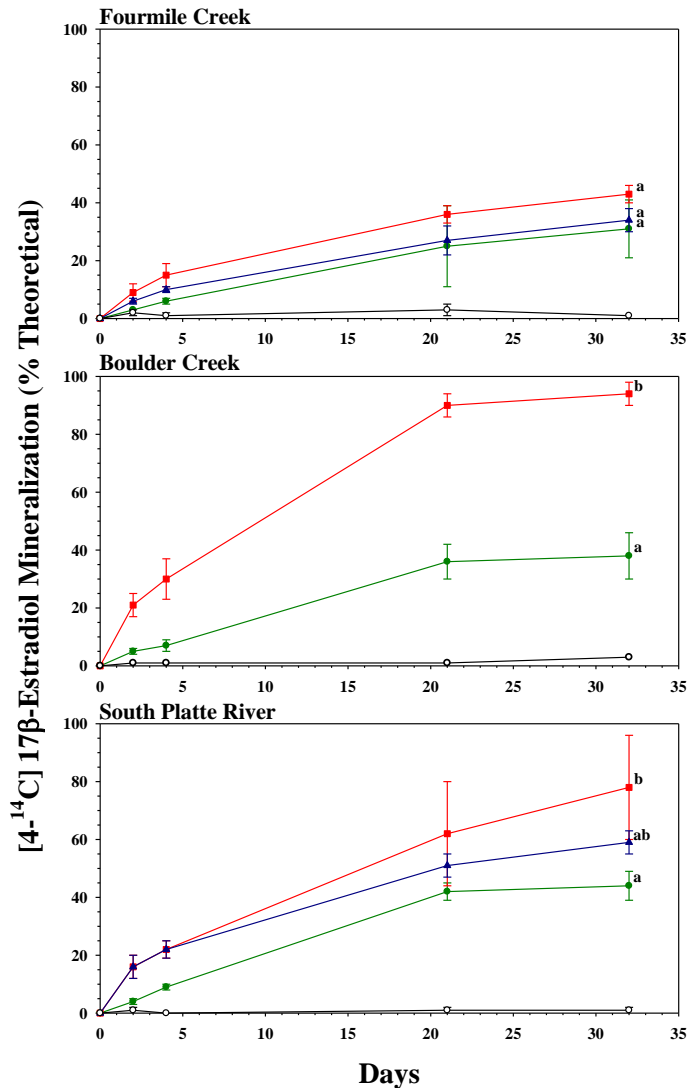 [4-¹⁴C] 17β-Estradiol Mineralization (% Theoretical)
Fourmile Creek
100
80
60
40
20
0
a
a
a
0 5 10 15 20 25 30 35
Boulder Creek
100
80
60
40
20
0
b
a
0 5 10 15 20 25 30 35
South Platte River
100
80
60
40
20
0
b
ab
a
0 5 10 15 20 25 30 35
Days